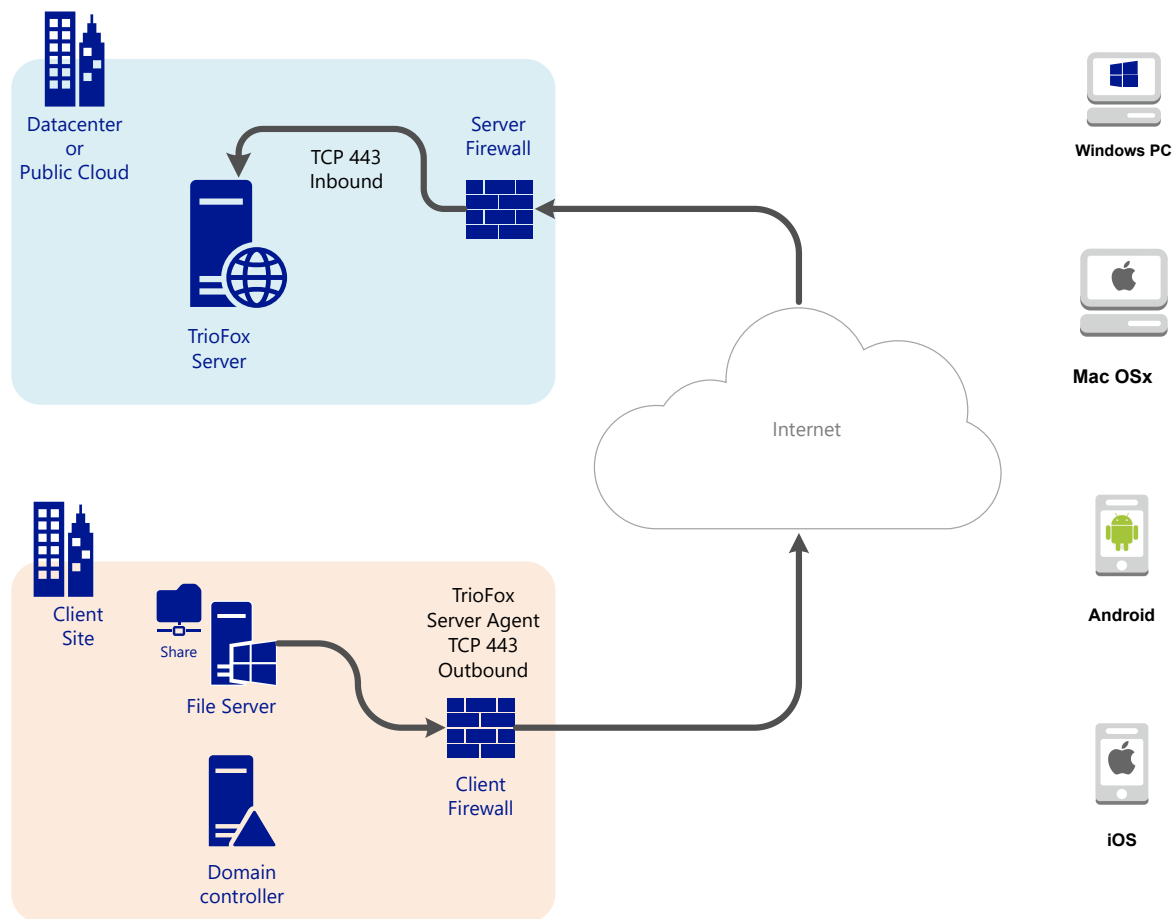 Datacenter
or
Public Cloud
TCP 443
Inbound
Server
Firewall
TrioFox
Server
Internet
Windows PC
Mac OSx
Android
iOS
Client
Site
Share
File Server
TrioFox
Server Agent
TCP 443
Outbound
Client
Firewall
Domain
controller